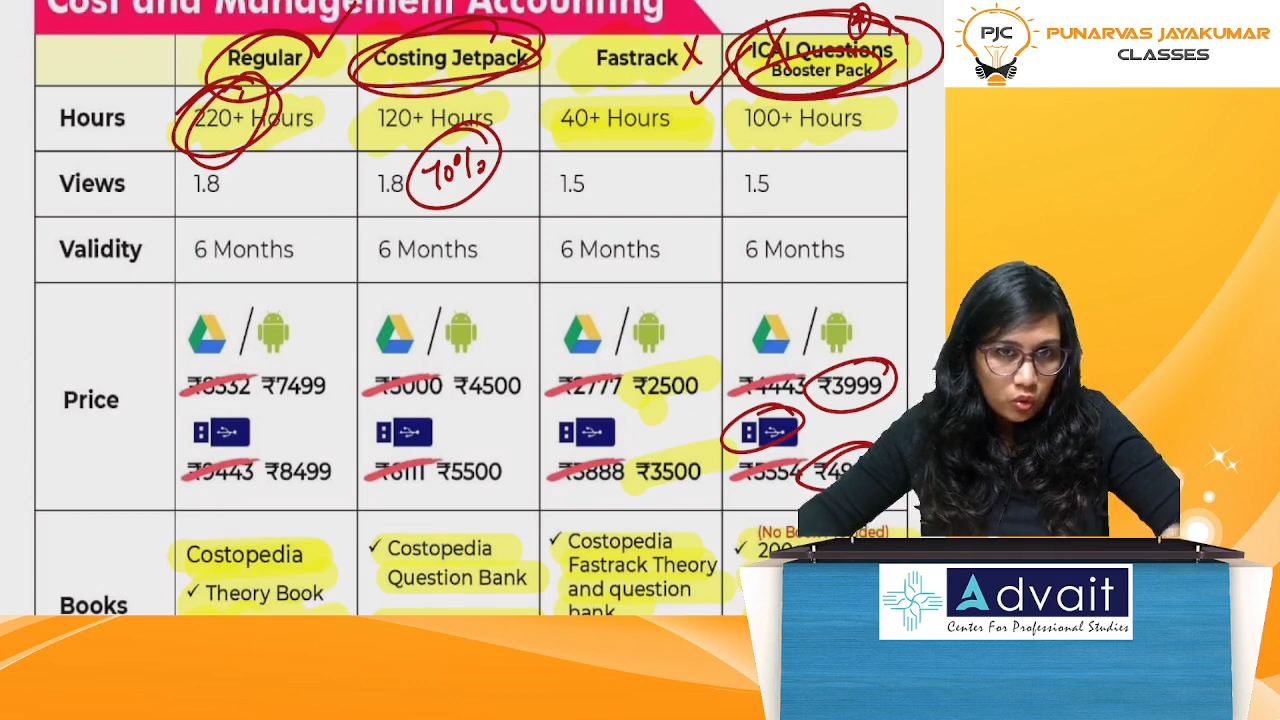 Cost and Management Accounting
Regular Costing Jetpack Fastrack X ICAI Questions
Booster Pack
Hours 220+ Hours 120+ Hours 40+ Hours 100+ Hours
Views 1.8 1.8 70% 1.5 1.5
Validity 6 Months 6 Months 6 Months 6 Months
Price
₹8332 ₹7499 ₹5000 ₹4500 ₹2777 ₹2500 ₹4443 ₹3999
₹9443 ₹8499 ₹6111 ₹5500 ₹3888 ₹3500 ₹5554
Books
Costopedia
✓ Theory Book
✓ Costopedia
Question Bank
✓ Costopedia
Fastrack Theory
and question
bank
(No Book
✓ 200
PJC PUNARVAS JAYAKUMAR
CLASSES
Advait
Center For Professional Studies